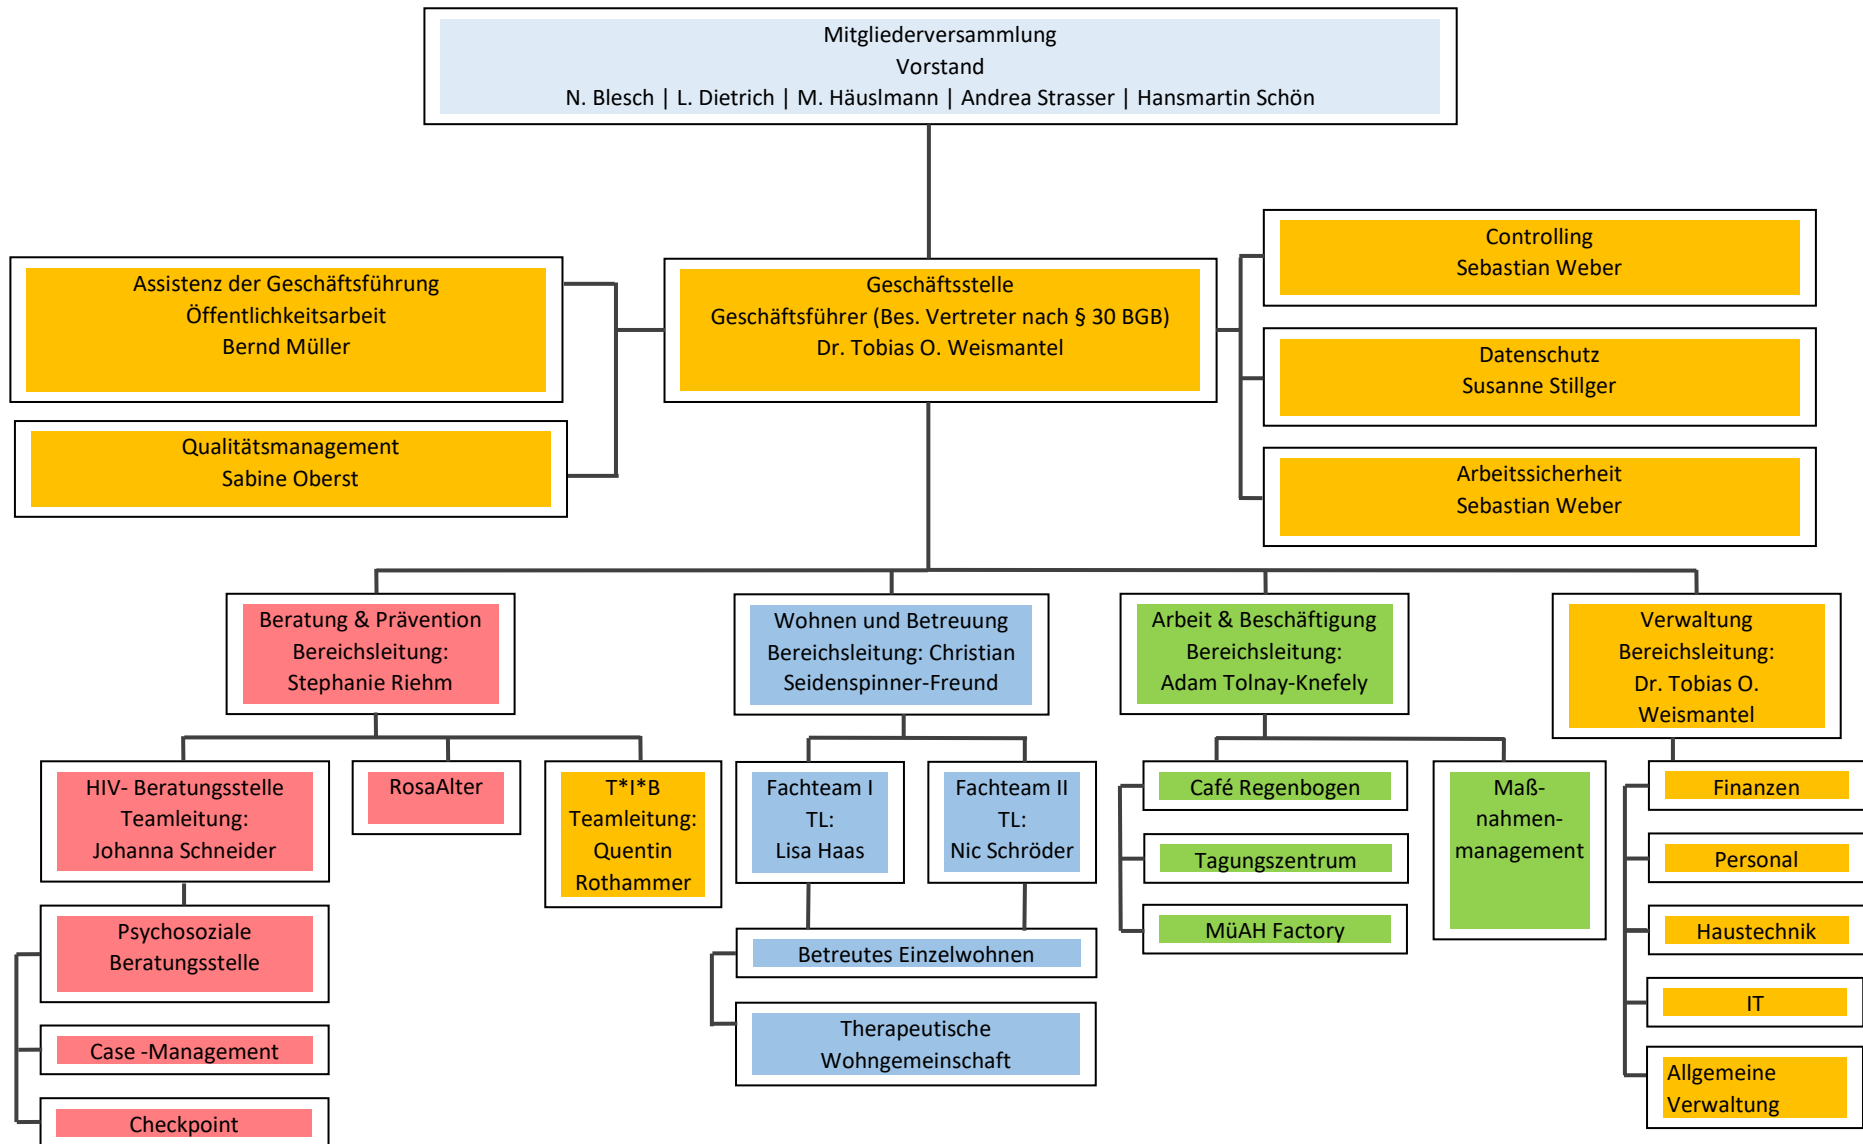 Mitgliederversammlung
Vorstand
N. Blesch | L. Dietrich | M. Häuslmann | Andrea Strasser | Hansmartin Schön
Assistenz der Geschäftsführung
Öffentlichkeitsarbeit
Bernd Müller
Geschäftsstelle
Geschäftsführer (Bes. Vertreter nach § 30 BGB)
Dr. Tobias O. Weismantel
Controlling
Sebastian Weber
Datenschutz
Susanne Stillger
Qualitätsmanagement
Sabine Oberst
Arbeitssicherheit
Sebastian Weber
Beratung & Prävention
Bereichsleitung:
Stephanie Riehm
Wohnen und Betreuung
Bereichsleitung: Christian
Seidenspinner-Freund
Arbeit & Beschäftigung
Bereichsleitung:
Adam Tolnay-Knefely
Verwaltung
Bereichsleitung:
Dr. Tobias O.
Weismantel
HIV- Beratungsstelle
Teamleitung:
Johanna Schneider
RosaAlter
T*I*B
Teamleitung:
Quentin
Rothammer
Fachteam I
TL:
Lisa Haas
Fachteam II
TL:
Nic Schröder
Café Regenbogen
Tagungszentrum
MüAH Factory
Maß-
nahmen-
management
Finanzen
Personal
Haustechnik
IT
Allgemeine
Verwaltung
Psychosoziale
Beratungsstelle
Case -Management
Checkpoint
Betreutes Einzelwohnen
Therapeutische
Wohngemeinschaft